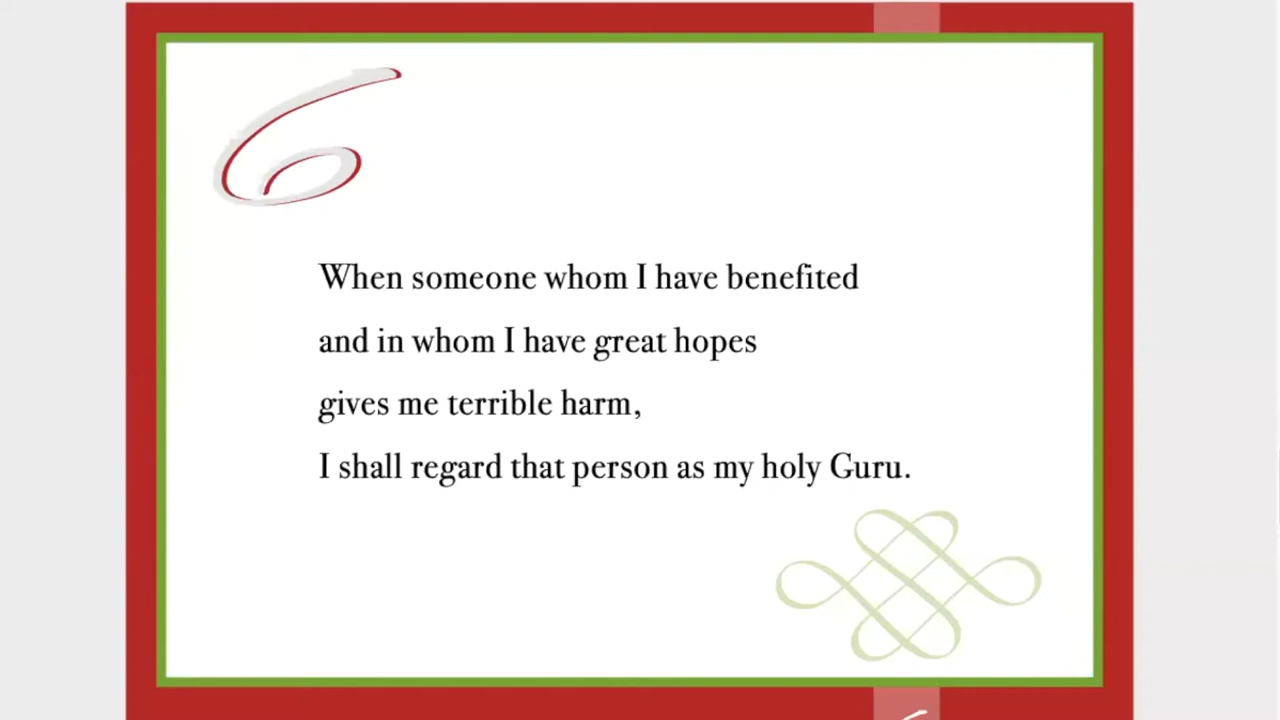 6
When someone whom I have benefited
and in whom I have great hopes
gives me terrible harm,
I shall regard that person as my holy Guru.